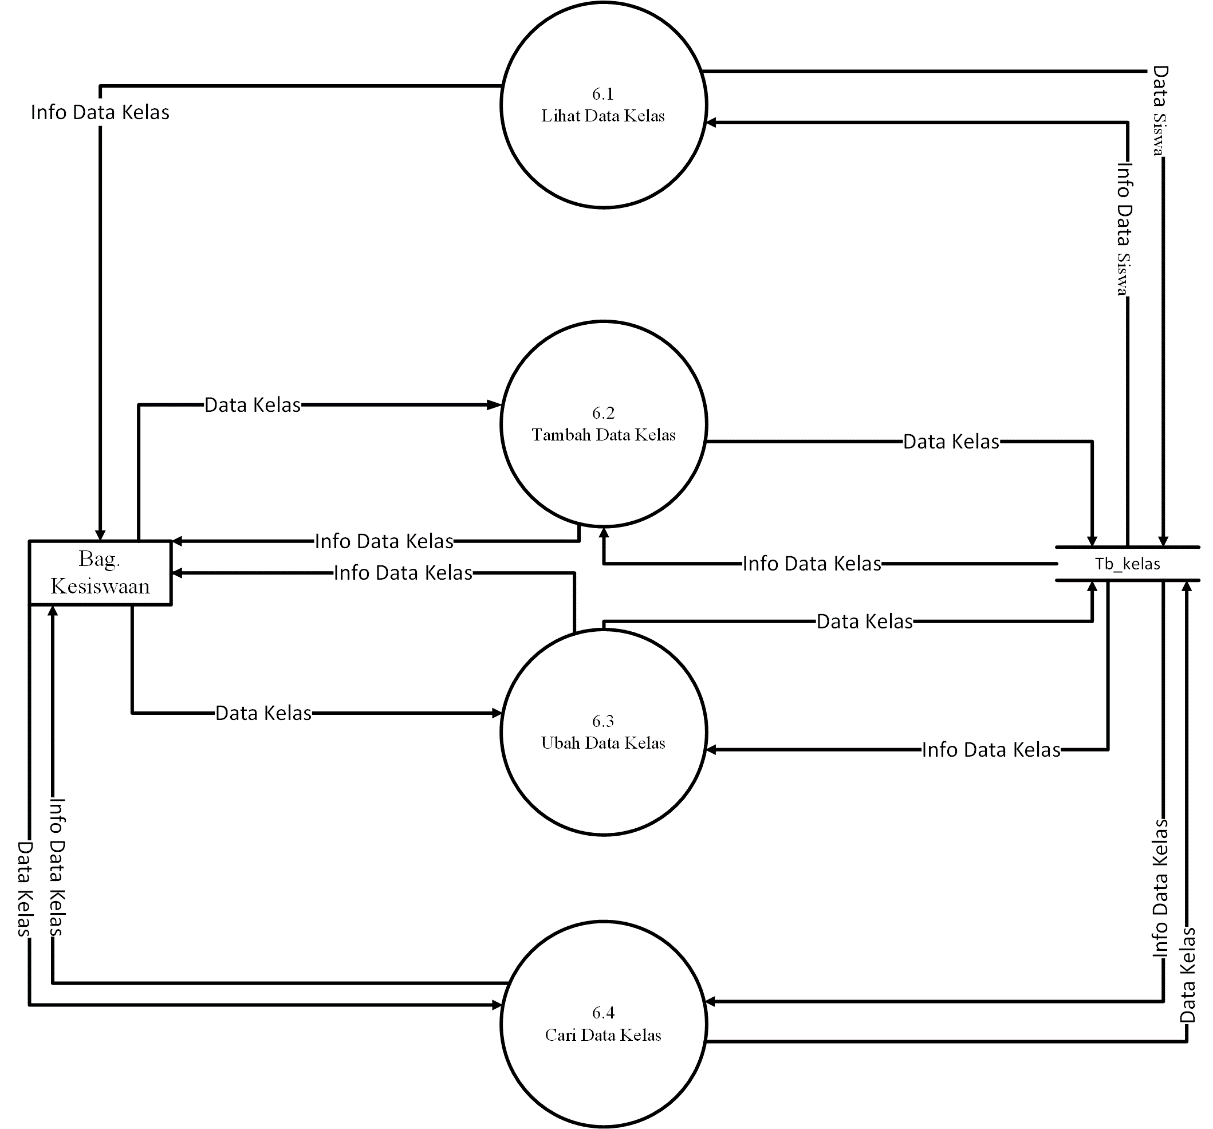 6.1
Lihat Data Kelas
Info Data Kelas
Data Siswa
Info Data Siswa
6.2
Tambah Data Kelas
Data Kelas
Data Kelas
Info Data Kelas
Info Data Kelas
Bag.
Kesiswaan
Info Data Kelas
Tb_kelas
Data Kelas
6.3
Ubah Data Kelas
Data Kelas
Info Data Kelas
Data Kelas
Info Data Kelas
Info Data Kelas
Data Kelas
6.4
Cari Data Kelas